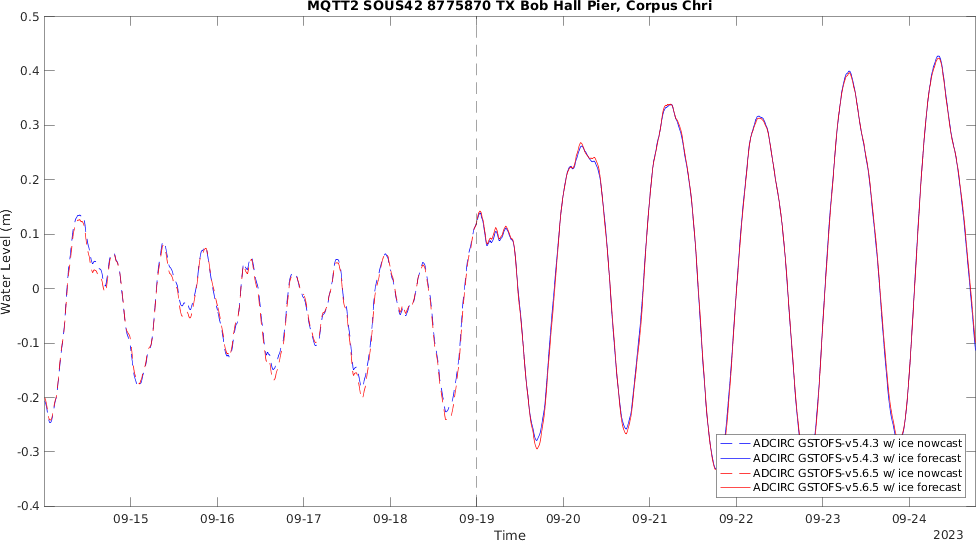 MQTT2 SOUS42 8775870 TX Bob Hall Pier, Corpus Chri
0.5
0.4
0.3
0.2
0.1
0
-0.1
-0.2
-0.3
-0.4
Water Level (m)
ADCIRC GSTOFS-v5.4.3 w/ ice nowcast
ADCIRC GSTOFS-v5.4.3 w/ ice forecast
ADCIRC GSTOFS-v5.6.5 w/ ice nowcast
ADCIRC GSTOFS-v5.6.5 w/ ice forecast
09-15 09-16 09-17 09-18 09-19 09-20 09-21 09-22 09-23 09-24
Time
2023